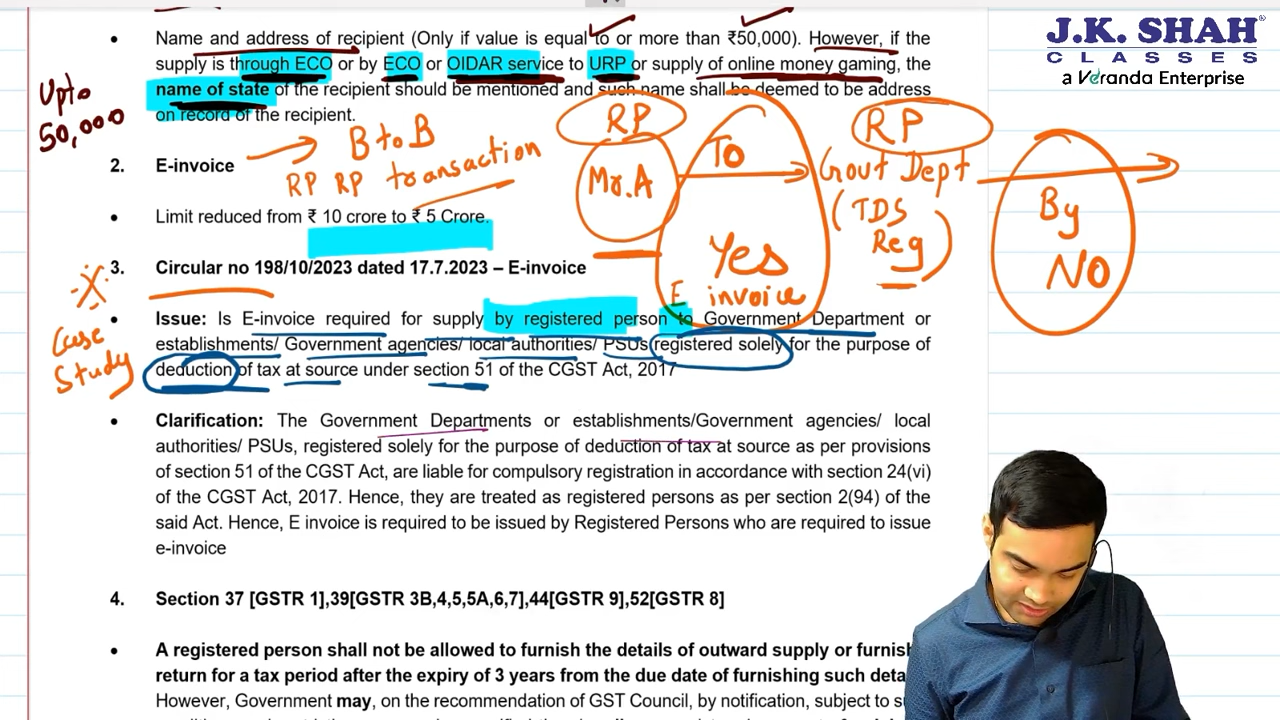 J.K. SHAH®
CLASSES
a Veranda Enterprise
• Name and address of recipient (Only if value is equal to or more than ₹50,000). However, if the
supply is through ECO or by ECO or OIDAR service to URP or supply of online money gaming, the
name of state of the recipient should be mentioned and such name shall be deemed to be address
on record of the recipient.
Upto
50,000
2. E-invoice
B to B
RP RP transaction
RP
Mr. A
To
Yes
E invoice
RP
Govt Dept
(TDS
Reg)
By
NO
• Limit reduced from ₹ 10 crore to ₹ 5 Crore.
3. Circular no 198/10/2023 dated 17.7.2023 – E-invoice
Case
Study
• Issue: Is E-invoice required for supply by registered person to Government Department or
establishments/ Government agencies/ local authorities/ PSUs registered solely for the purpose of
deduction of tax at source under section 51 of the CGST Act, 2017
• Clarification: The Government Departments or establishments/Government agencies/ local
authorities/ PSUs, registered solely for the purpose of deduction of tax at source as per provisions
of section 51 of the CGST Act, are liable for compulsory registration in accordance with section 24(vi)
of the CGST Act, 2017. Hence, they are treated as registered persons as per section 2(94) of the
said Act. Hence, E invoice is required to be issued by Registered Persons who are required to issue
e-invoice
4. Section 37 [GSTR 1],39[GSTR 3B,4,5,5A,6,7],44[GSTR 9],52[GSTR 8]
• A registered person shall not be allowed to furnish the details of outward supply or furnish
return for a tax period after the expiry of 3 years from the due date of furnishing such
However, Government may, on the recommendation of GST Council, by notification, subject to